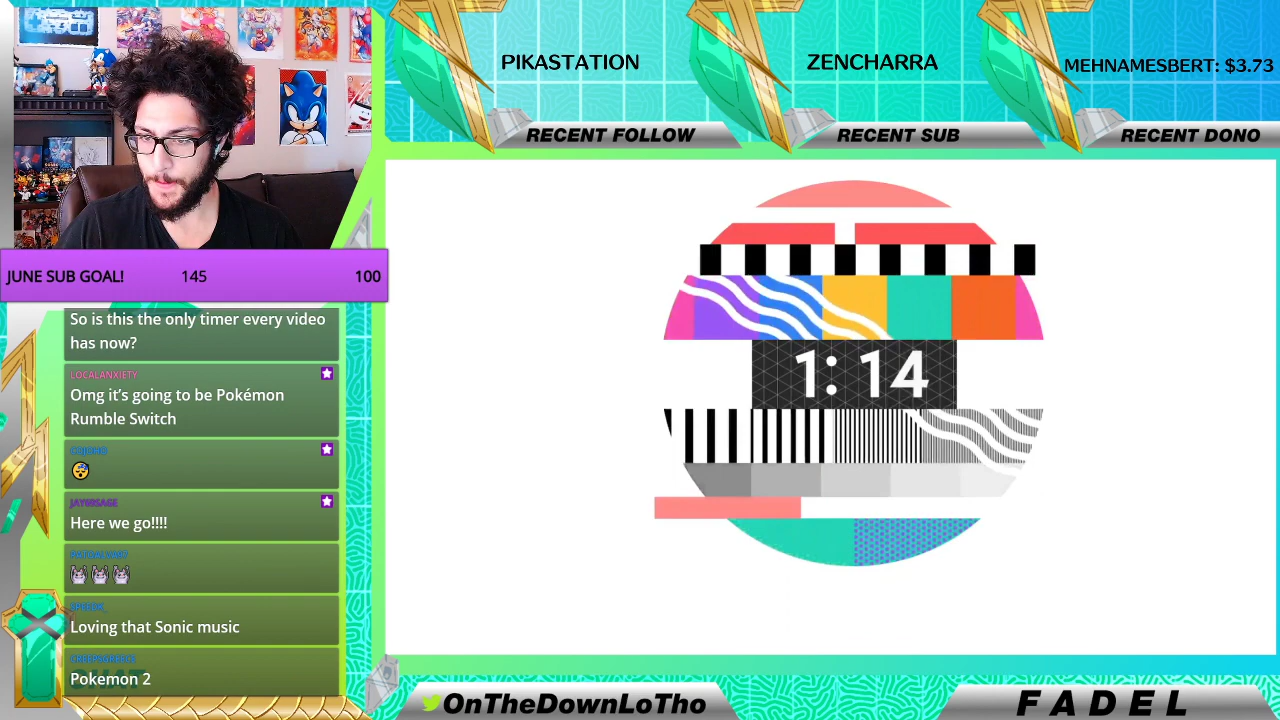 PIKASTATION
ZENCHARRA
MEHNAMESBERT: $3.73
RECENT FOLLOW
RECENT SUB
RECENT DONO
JUNE SUB GOAL! 145 100
So is this the only timer every video
has now?
LOCALANXIETY
Omg it’s going to be Pokémon
Rumble Switch
Here we go!!!!
Loving that Sonic music
Pokemon 2
1: 14
OnTheDownLoTho
FADEL